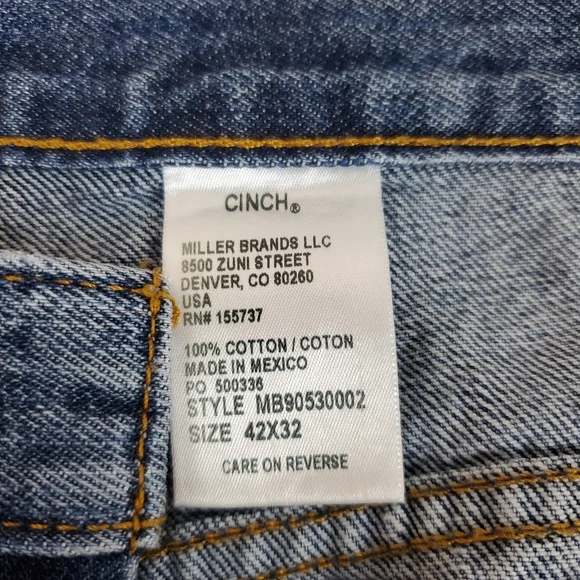 CINCH®
MILLER BRANDS LLC
8500 ZUNI STREET
DENVER, CO 80260
USA
RN# 155737
100% COTTON / COTON
MADE IN MEXICO
PO 500336
STYLE MB90530002
SIZE 42X32
CARE ON REVERSE